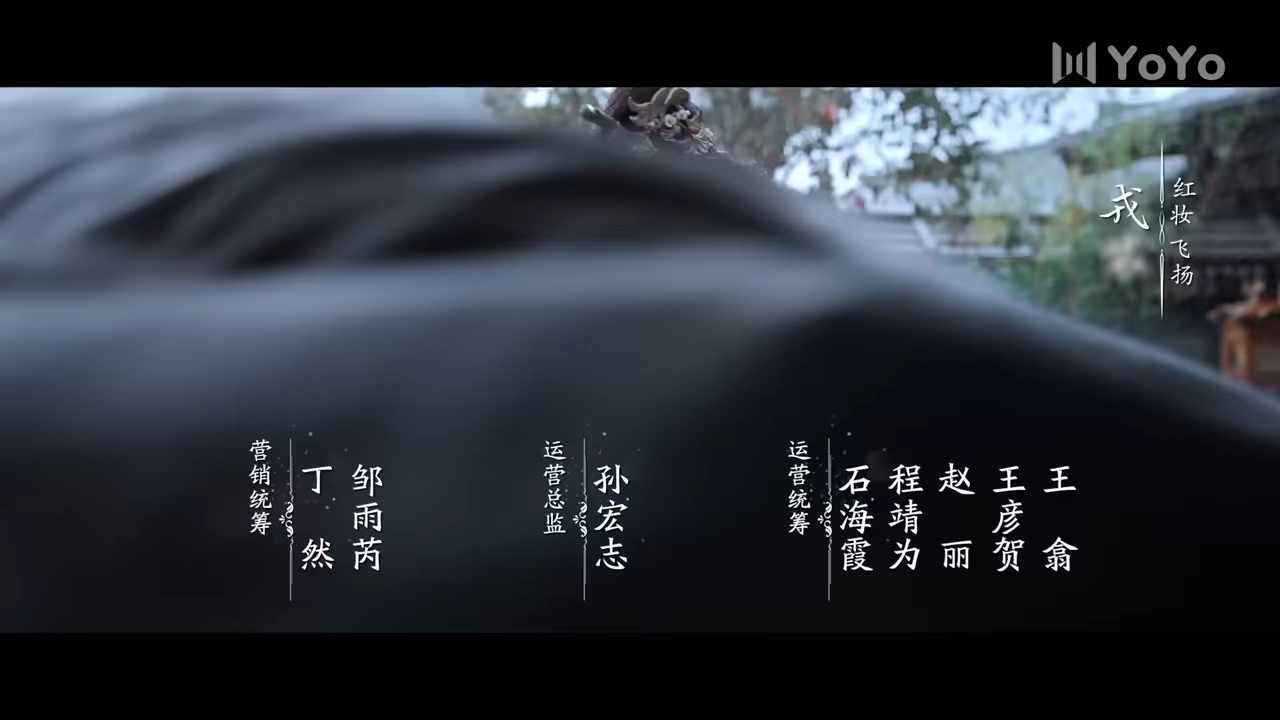 YoYo
戎
红妆飞扬
营销统筹
丁然
邹雨芮
运营总监
孙宏志
运营统筹
石海霞
程靖为
赵丽
王彦贺
王翕